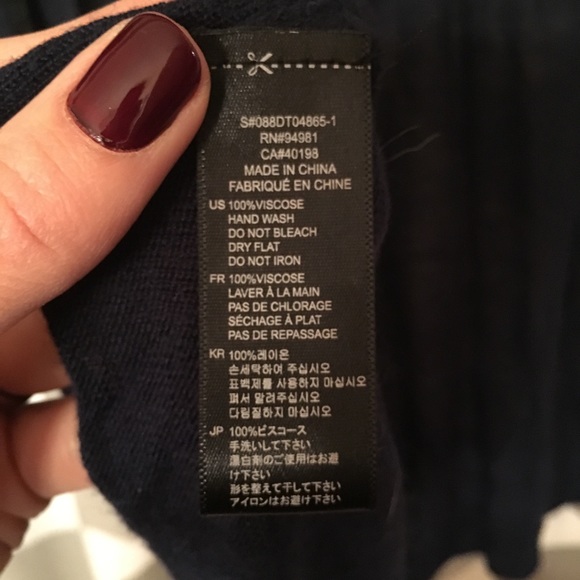 S#088DT04865-1
RN#94981
CA#40198
MADE IN CHINA
FABRIQUÉ EN CHINE
US 100%VISCOSE
HAND WASH
DO NOT BLEACH
DRY FLAT
DO NOT IRON
FR 100%VISCOSE
LAVER À LA MAIN
PAS DE CHLORAGE
SÉCHAGE À PLAT
PAS DE REPASSAGE
KR 100%레이온
손세탁하여 주십시오
표백제를 사용하지 마십시오
펴서 말려주십시오
다림질하지 마십시오
JP 100%ビスコース
手洗いして下さい
漂白剤のご使用はお避
け下さい
形を整えて干して下さい
アイロンはお避け下さい